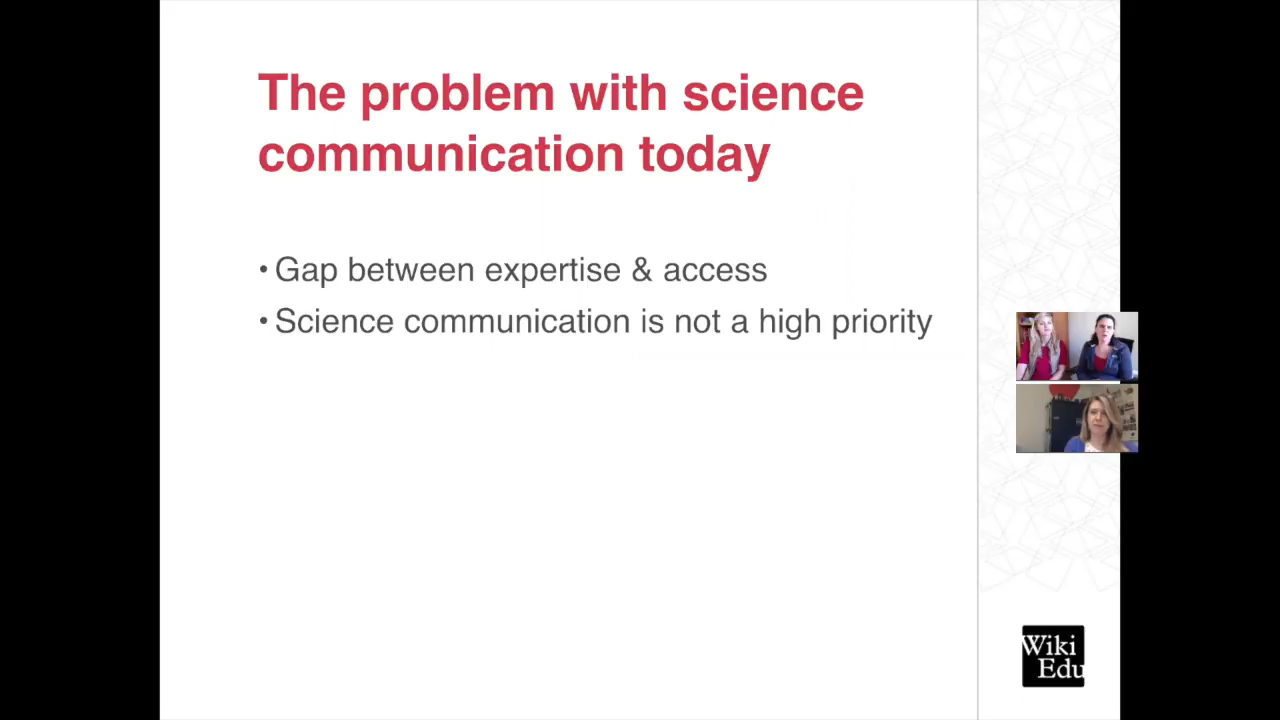 The problem with science
communication today
• Gap between expertise & access
• Science communication is not a high priority
Wiki
Edu